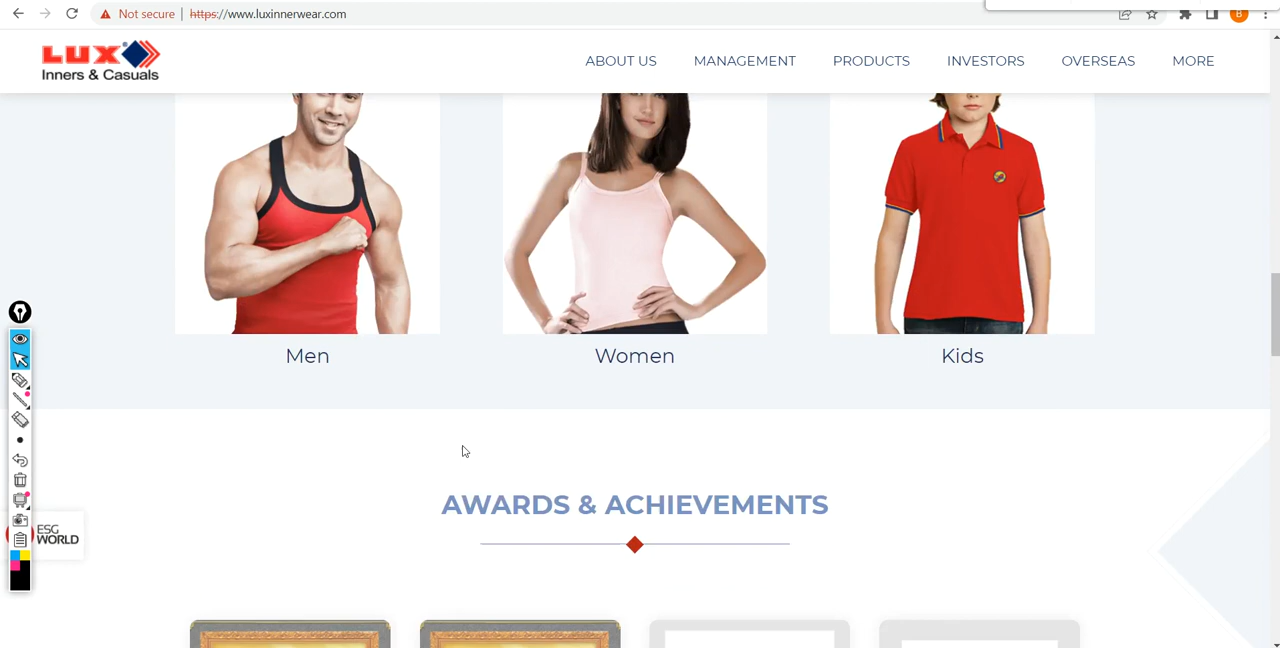 Not secure | https://www.luxinnerwear.com
B
LUX
Inners & Casuals
ABOUT US MANAGEMENT PRODUCTS INVESTORS OVERSEAS MORE
Men Women Kids
AWARDS & ACHIEVEMENTS
ESG
WORLD